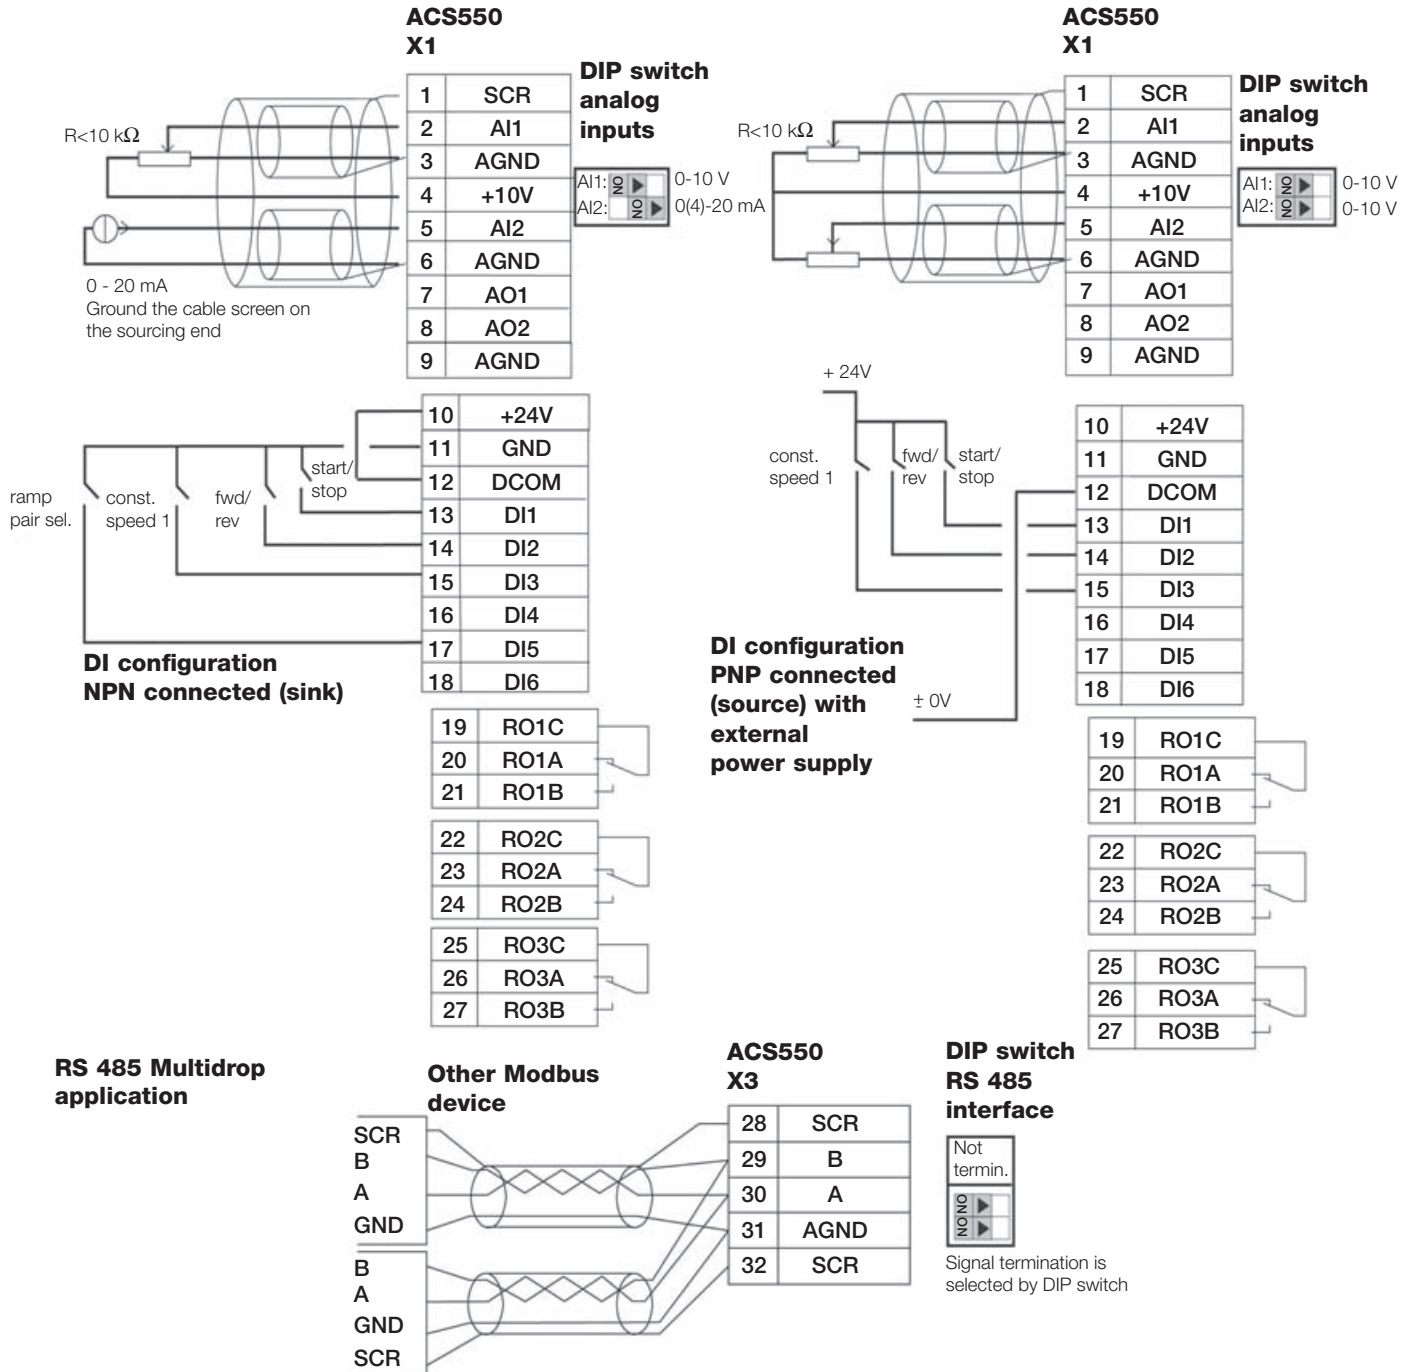 ACS550
X1
DIP switch
analog
inputs
1 SCR
2 AI1
3 AGND
4 +10V
5 AI2
6 AGND
7 AO1
8 AO2
9 AGND
R<10 kΩ
AI1: ON 0-10 V
AI2: ON 0(4)-20 mA
0 - 20 mA
Ground the cable screen on
the sourcing end
10 +24V
11 GND
12 DCOM
13 DI1
14 DI2
15 DI3
16 DI4
17 DI5
18 DI6
ramp
pair sel.
const.
speed 1
fwd/
rev
start/
stop
DI configuration
NPN connected (sink)
19 RO1C
20 RO1A
21 RO1B
22 RO2C
23 RO2A
24 RO2B
25 RO3C
26 RO3A
27 RO3B
ACS550
X1
DIP switch
analog
inputs
1 SCR
2 AI1
3 AGND
4 +10V
5 AI2
6 AGND
7 AO1
8 AO2
9 AGND
R<10 kΩ
AI1: ON 0-10 V
AI2: ON 0-10 V
+ 24V
const.
speed 1
fwd/
rev
start/
stop
10 +24V
11 GND
12 DCOM
13 DI1
14 DI2
15 DI3
16 DI4
17 DI5
18 DI6
DI configuration
PNP connected
(source) with
external
power supply
± 0V
19 RO1C
20 RO1A
21 RO1B
22 RO2C
23 RO2A
24 RO2B
25 RO3C
26 RO3A
27 RO3B
RS 485 Multidrop
application
Other Modbus
device
SCR
B
A
GND
B
A
GND
SCR
ACS550
X3
28 SCR
29 B
30 A
31 AGND
32 SCR
DIP switch
RS 485
interface
Not
termin.
ON
ON
Signal termination is
selected by DIP switch